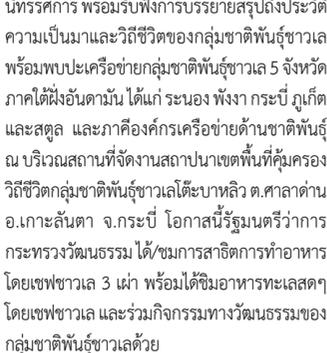 นิทรรศการ พร้อมรับฟังการบรรยายสรุปถึงประวัติ
ความเป็นมาและวิถีชีวิตของกลุ่มชาติพันธุ์ชาวเล
พร้อมพบปะเครือข่ายกลุ่มชาติพันธุ์ชาวเล 5 จังหวัด
ภาคใต้ฝั่งอันดามัน ได้แก่ ระนอง พังงา กระบี่ ภูเก็ต
และสตูล และภาคีองค์กรเครือข่ายด้านชาติพันธุ์
ณ บริเวณสถานที่จัดงานสถาปนาเขตพื้นที่คุ้มครอง
วิถีชีวิตกลุ่มชาติพันธุ์ชาวเลโต๊ะบาหลิว ต.ศาลาด่าน
อ.เกาะลันตา จ.กระบี่ โอกาสนี้รัฐมนตรีว่าการ
กระทรวงวัฒนธรรม ได้/ชมการสาธิตการทำอาหาร
โดยเชฟชาวเล 3 เผ่า พร้อมได้ชิมอาหารทะเลสดๆ
โดยเชฟชาวเล และร่วมกิจกรรมทางวัฒนธรรมของ
กลุ่มชาติพันธุ์ชาวเลด้วย